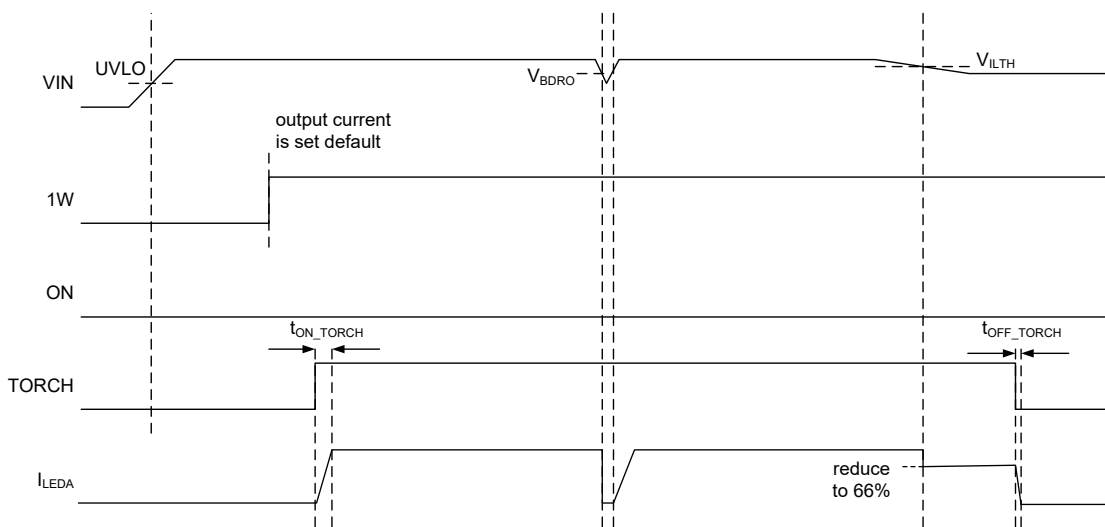 UVLO
VIN
V_BDRO
V_ILTH
output current
is set default
1W
ON
t_ON_TORCH
t_OFF_TORCH
TORCH
I_LEDA
reduce
to 66%